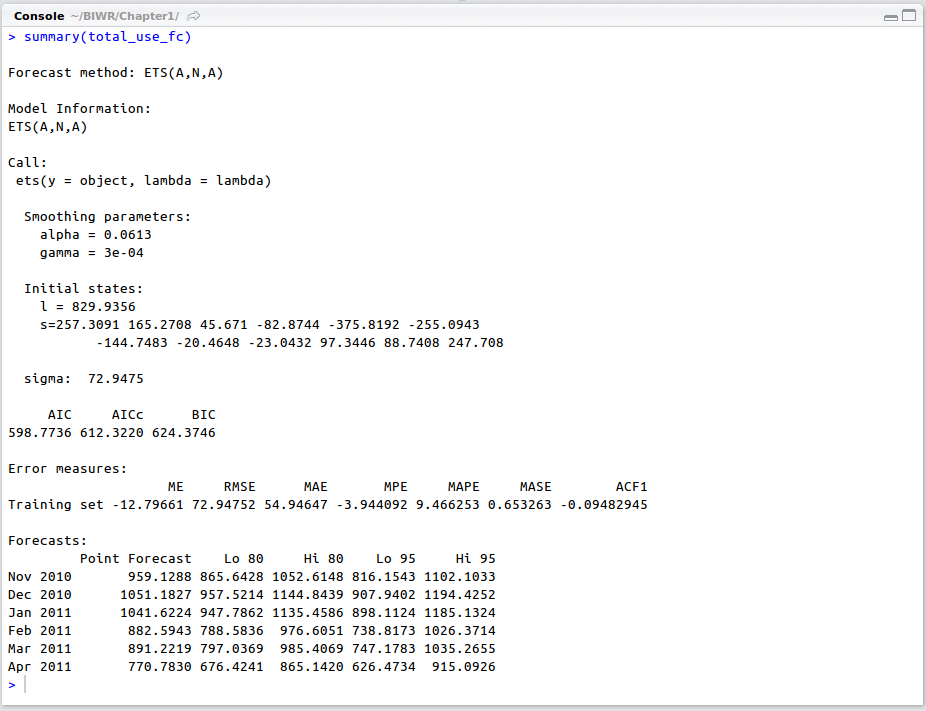 Console ~/BIWR/Chapter1/
> summary(total_use_fc)
Forecast method: ETS(A,N,A)
Model Information:
ETS(A,N,A)
Call:
ets(y = object, lambda = lambda)
Smoothing parameters:
alpha = 0.0613
gamma = 3e-04
Initial states:
l = 829.9356
s=257.3091 165.2708 45.671 -82.8744 -375.8192 -255.0943
-144.7483 -20.4648 -23.0432 97.3446 88.7408 247.708
sigma: 72.9475
AIC AICc BIC
598.7736 612.3220 624.3746
Error measures:
ME RMSE MAE MPE MAPE MASE ACF1
Training set -12.79661 72.94752 54.94647 -3.944092 9.466253 0.653263 -0.09482945
Forecasts:
Point Forecast Lo 80 Hi 80 Lo 95 Hi 95
Nov 2010 959.1288 865.6428 1052.6148 816.1543 1102.1033
Dec 2010 1051.1827 957.5214 1144.8439 907.9402 1194.4252
Jan 2011 1041.6224 947.7862 1135.4586 898.1124 1185.1324
Feb 2011 882.5943 788.5836 976.6051 738.8173 1026.3714
Mar 2011 891.2219 797.0369 985.4069 747.1783 1035.2655
Apr 2011 770.7830 676.4241 865.1420 626.4734 915.0926
>